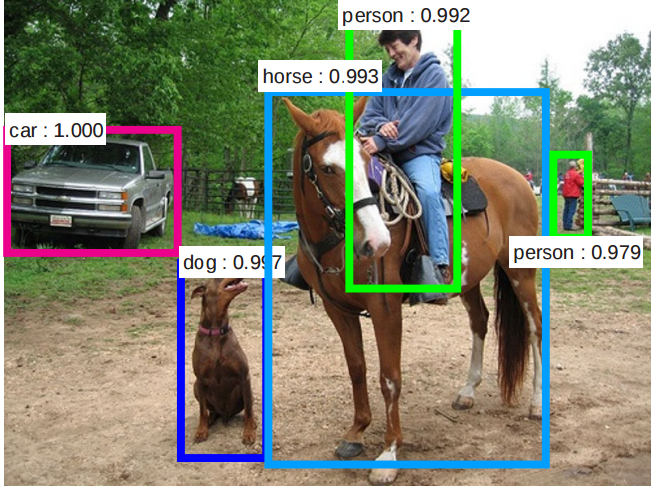 person : 0.992
horse : 0.993
car : 1.000
dog : 0.997
person : 0.979